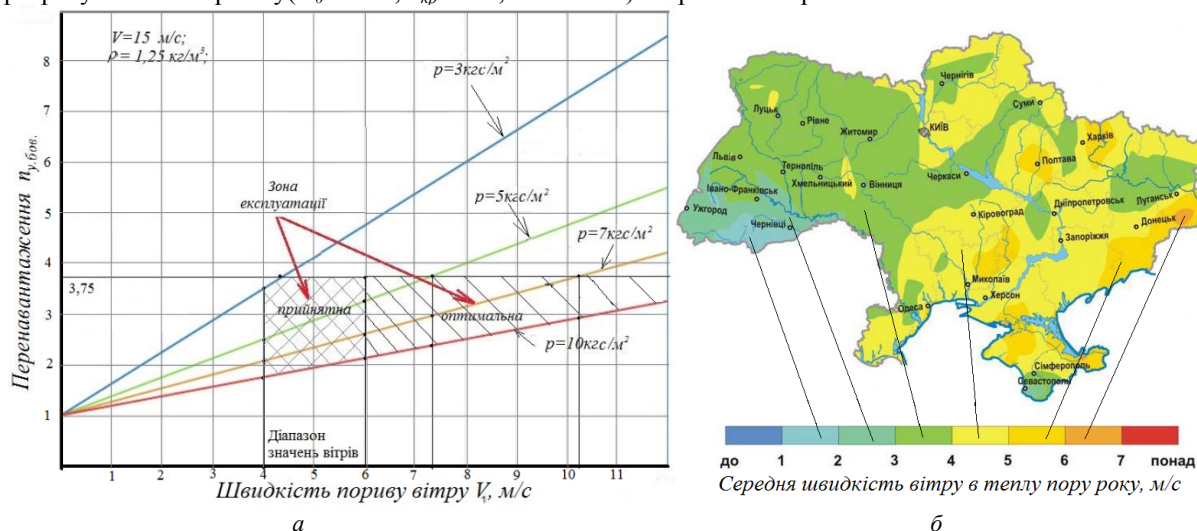 V=15 м/с;
ρ = 1,25 кг/м³;
p=3кгс/м²
Зона
експлуатації
p=5кгс/м²
p=7кгс/м²
3,75
прийнятна
оптимальна
p=10кгс/м²
Діапазон
значень вітрів
Перенавантаження n у.бов.
8
7
6
5
4
3
2
1
1 2 3 4 5 6 7 8 9 10 11
Швидкість пориву вітру V, м/с
а
Чернігів
Луцьк
Рівне
Суми
Житомир
КИЇВ
Харків
Львів
Тернопіль
Полтава
Хмельницький
Вінниця
Черкаси
Івано-Франківськ
Луганськ
Ужгород
Чернівці
Кіровоград
Дніпропетровськ
Донецьк
Запоріжжя
Миколаїв
Херсон
Одеса
Сімферополь
Севастополь
до 1 2 3 4 5 6 7 понад
Середня швидкість вітру в теплу пору року, м/с
б